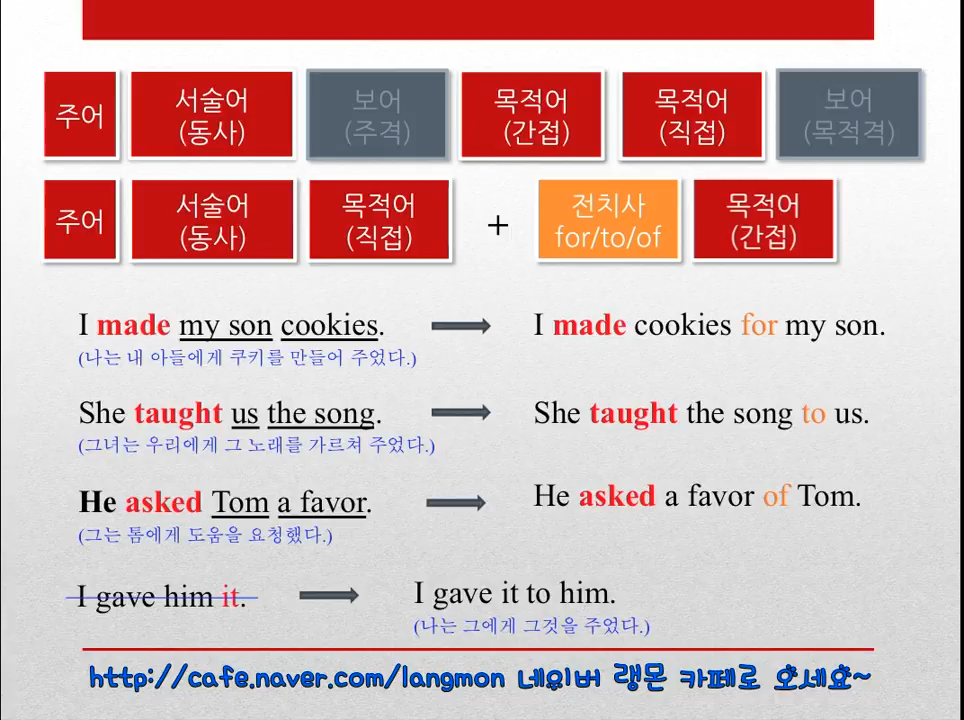 주어 서술어 (동사) 보어 (주격) 목적어 (간접) 목적어 (직접) 보어 (목적격)
주어 서술어 (동사) 목적어 (직접) + 전치사 for/to/of 목적어 (간접)
I made my son cookies. I made cookies for my son.
(나는 내 아들에게 쿠키를 만들어 주었다.)
She taught us the song. She taught the song to us.
(그녀는 우리에게 그 노래를 가르쳐 주었다.)
He asked Tom a favor. He asked a favor of Tom.
(그는 톰에게 도움을 요청했다.)
I gave him it. I gave it to him.
(나는 그에게 그것을 주었다.)
http://cafe.naver.com/langmon 네이버 랭몬 카페로 오세요~